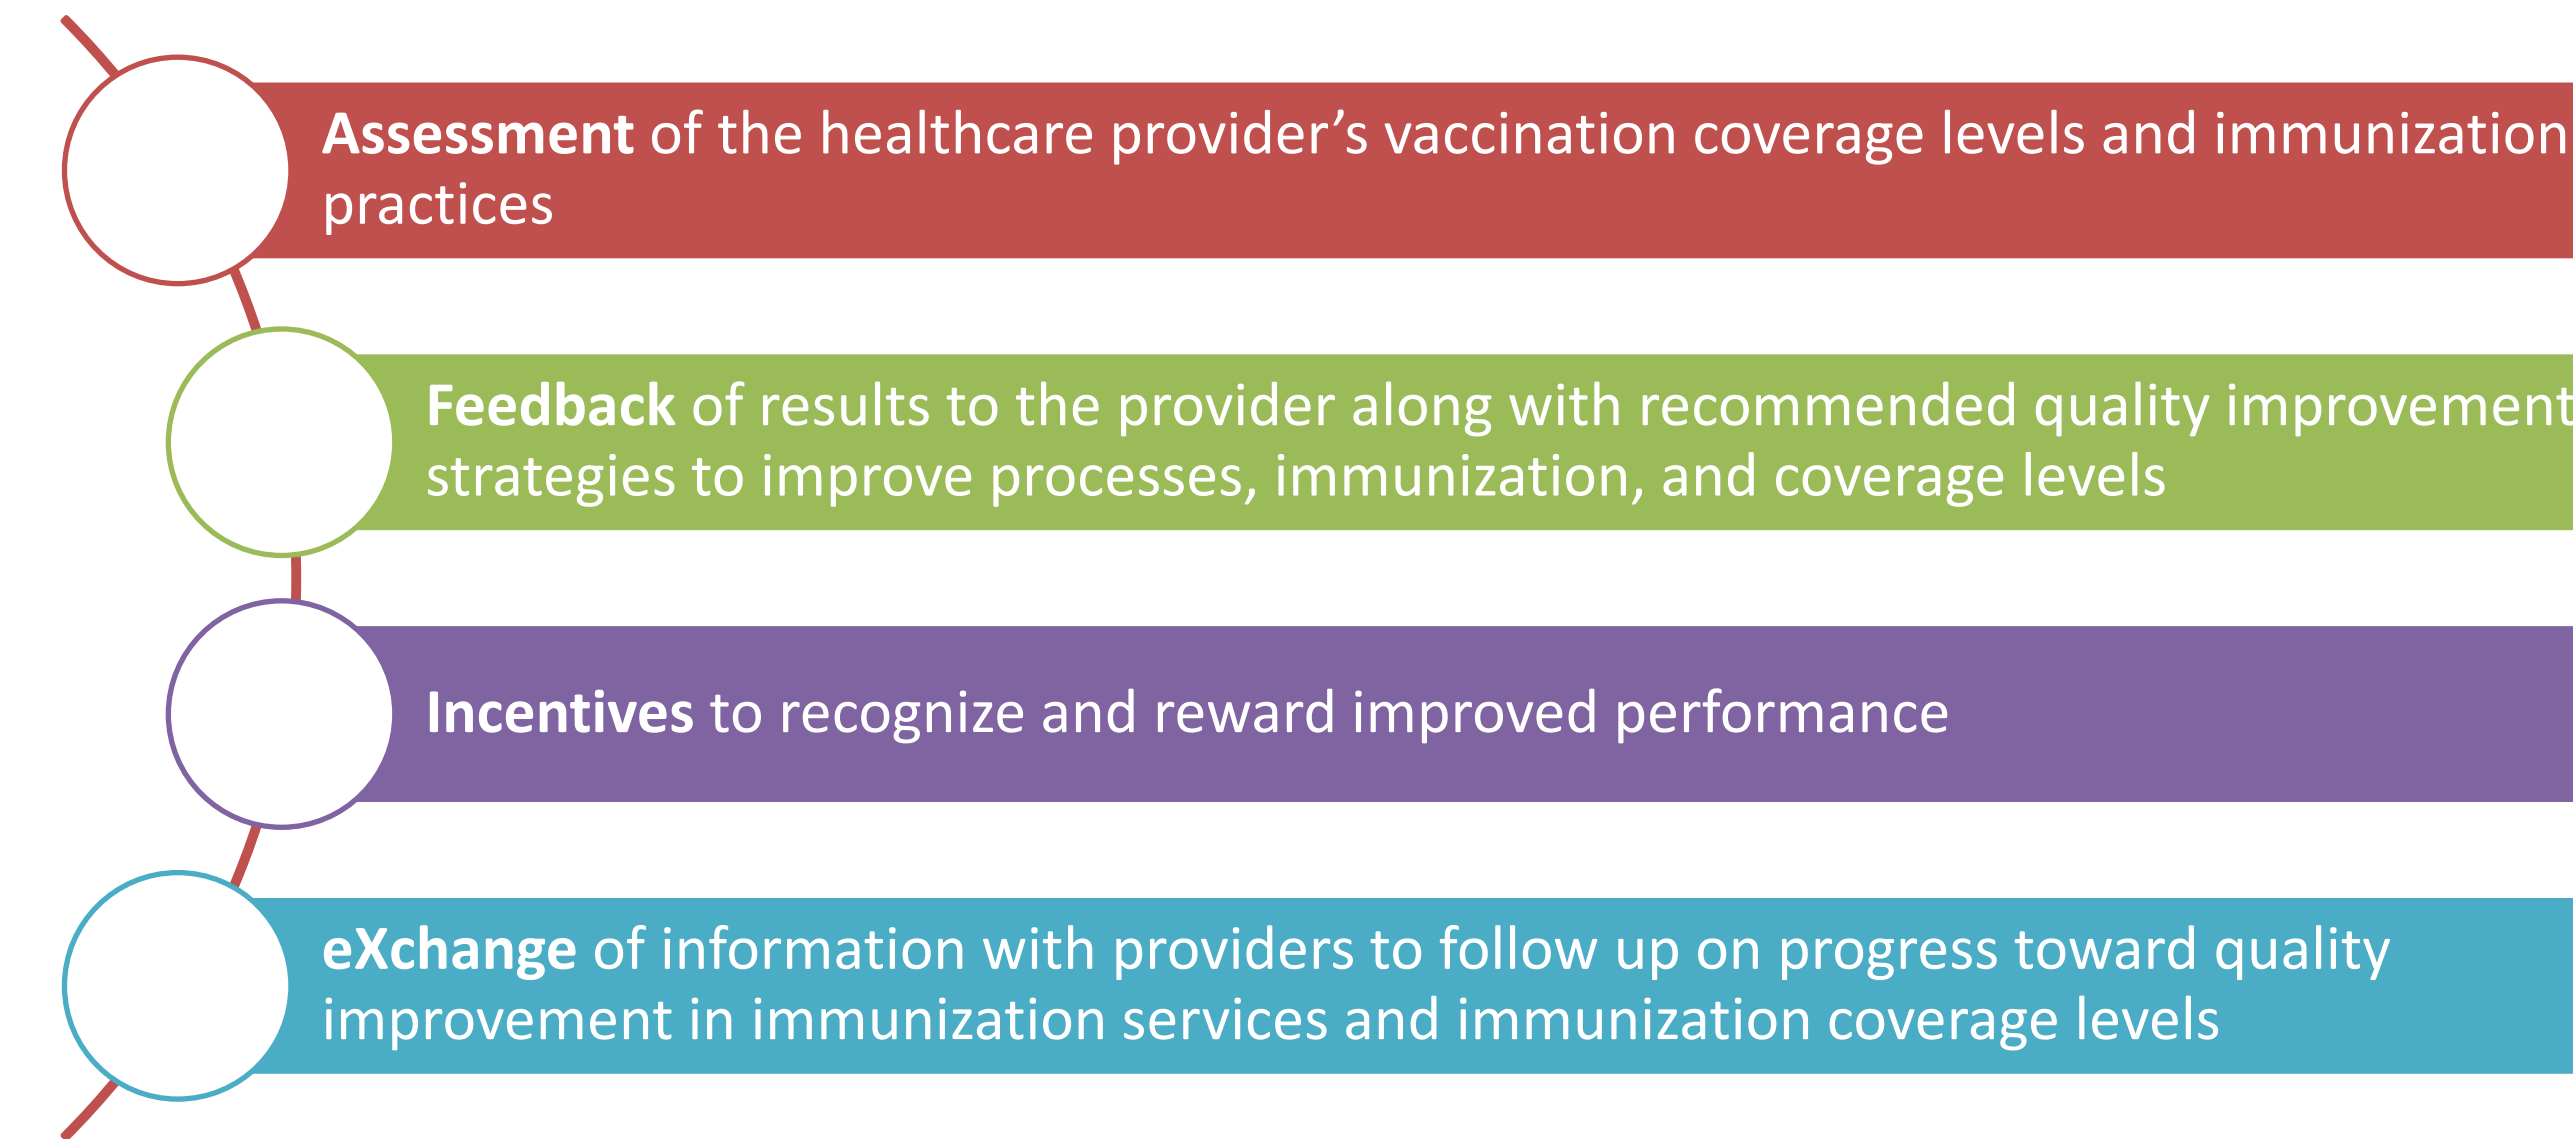 Assessment of the healthcare provider’s vaccination coverage levels and immunization
practices
Feedback of results to the provider along with recommended quality improvement
strategies to improve processes, immunization, and coverage levels
Incentives to recognize and reward improved performance
eXchange of information with providers to follow up on progress toward quality
improvement in immunization services and immunization coverage levels